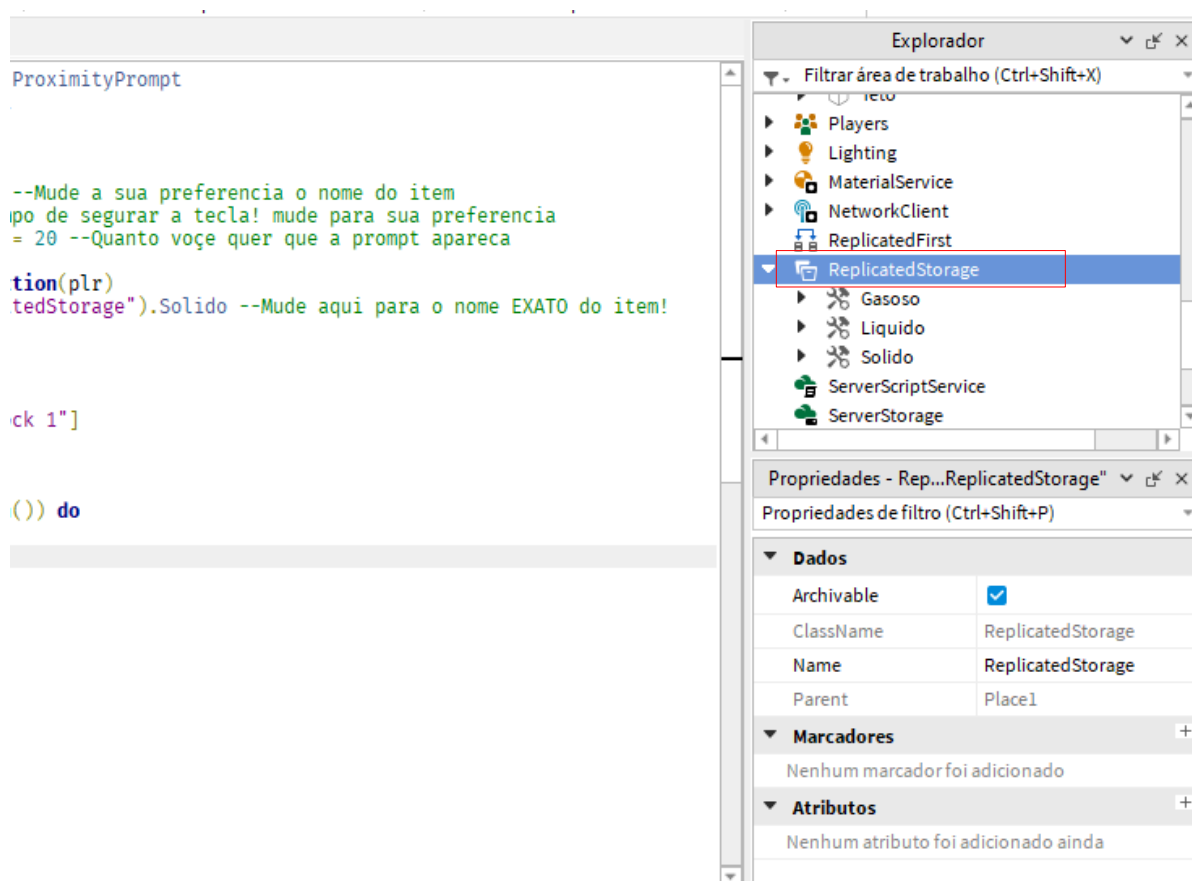 ProximityPrompt
--Mude a sua preferencia o nome do item
po de segurar a tecla! mude para sua preferencia
= 20 --Quanto voçe quer que a prompt apareca
tion(plr)
tedStorage").Solido --Mude aqui para o nome EXATO do item!
ck 1"]
()) do
Explorador
Filtrar área de trabalho (Ctrl+Shift+X)
Teto
Players
Lighting
MaterialService
NetworkClient
ReplicatedFirst
ReplicatedStorage
Gasoso
Liquido
Solido
ServerScriptService
ServerStorage
Propriedades - Rep...ReplicatedStorage"
Propriedades de filtro (Ctrl+Shift+P)
Dados
Archivable
ClassName ReplicatedStorage
Name ReplicatedStorage
Parent Place1
Marcadores
Nenhum marcador foi adicionado
Atributos
Nenhum atributo foi adicionado ainda